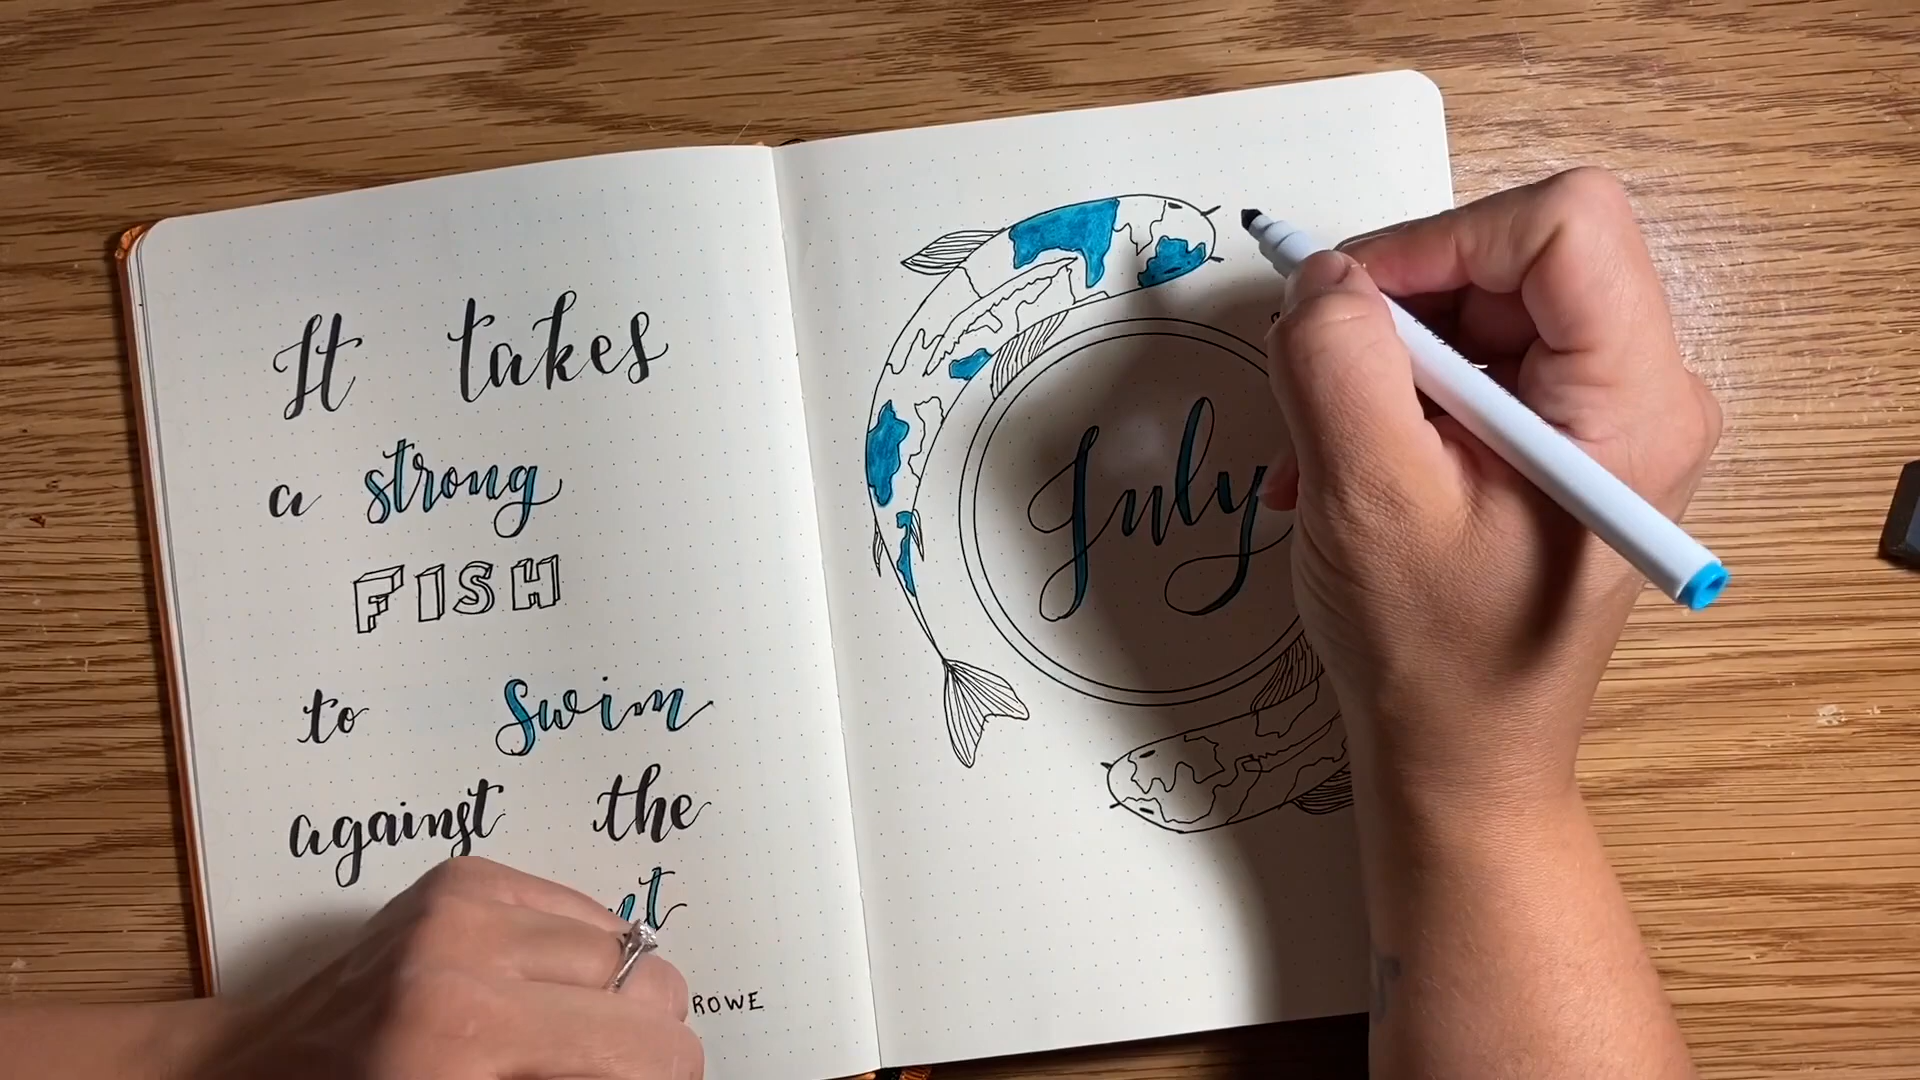 It takes
a strong
FISH
to swim
against the
ROWE
July